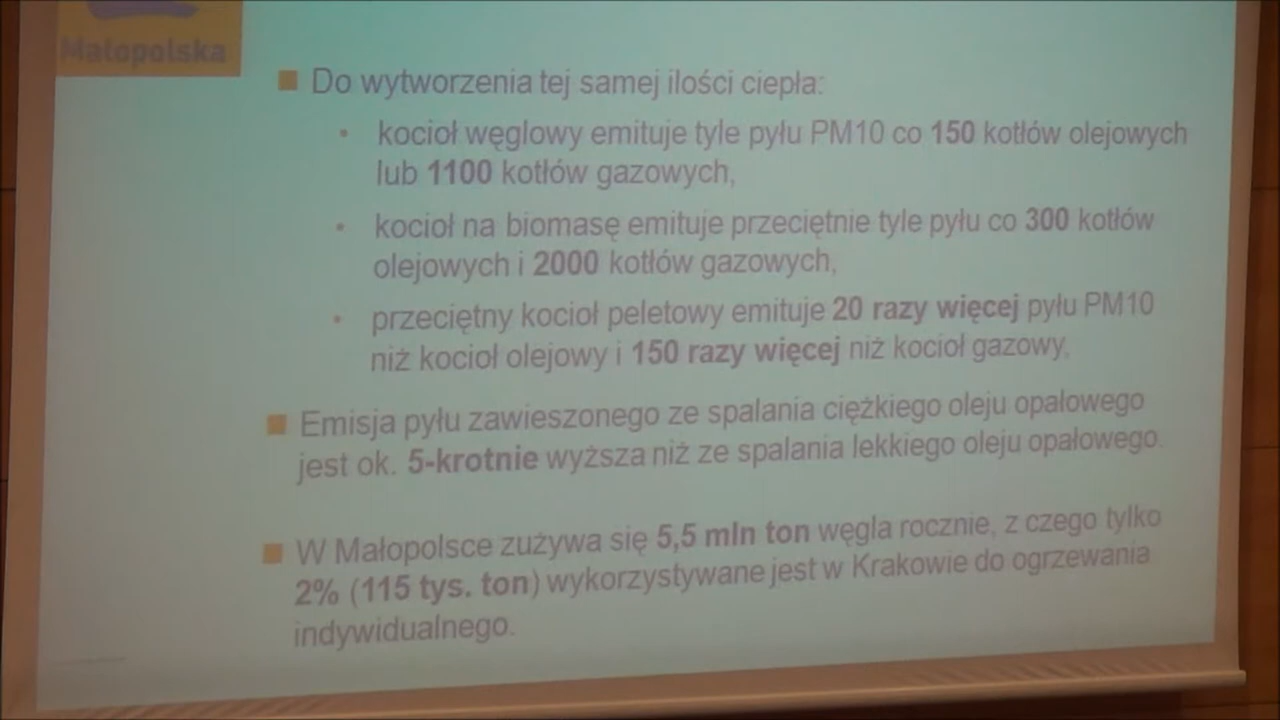 Małopolska
Do wytworzenia tej samej ilości ciepła:
kocioł węglowy emituje tyle pyłu PM10 co 150 kotłów olejowych
lub 1100 kotłów gazowych,
kocioł na biomasę emituje przeciętnie tyle pyłu co 300 kotłów
olejowych i 2000 kotłów gazowych,
przeciętny kocioł peletowy emituje 20 razy więcej pyłu PM10
niż kocioł olejowy i 150 razy więcej niż kocioł gazowy,
Emisja pyłu zawieszonego ze spalania ciężkiego oleju opałowego
jest ok. 5-krotnie wyższa niż ze spalania lekkiego oleju opałowego.
W Małopolsce zużywa się 5,5 mln ton węgla rocznie, z czego tylko
2% (115 tys. ton) wykorzystywane jest w Krakowie do ogrzewania
indywidualnego.